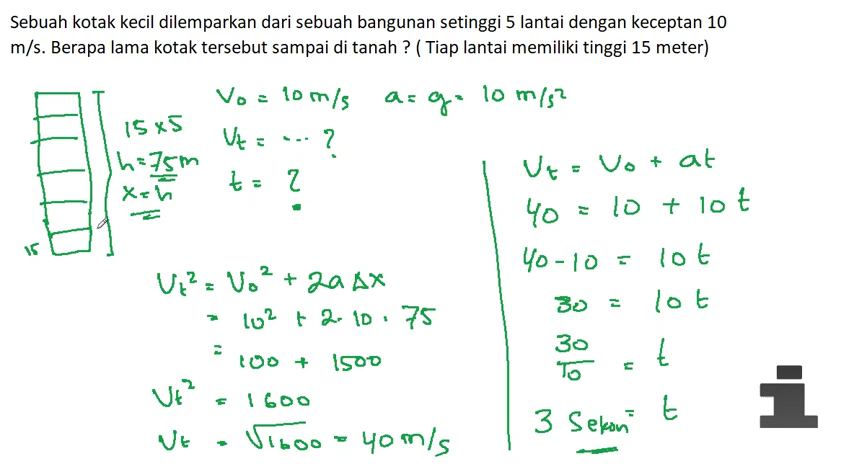 Sebuah kotak kecil dilemparkan dari sebuah bangunan setinggi 5 lantai dengan keceptan 10
m/s. Berapa lama kotak tersebut sampai di tanah ? ( Tiap lantai memiliki tinggi 15 meter)
V₀ = 10 m/s a = g = 10 m/s²
Vt = ... ?
t = ?
15 x 5
h = 75 m
x = h
15
Vt² = V₀² + 2a Δx
= 10² + 2 . 10 . 75
= 100 + 1500
Vt² = 1600
Vt = √1600 = 40 m/s
Vt = V₀ + at
40 = 10 + 10 t
40 - 10 = 10 t
30 = 10 t
30/10 = t
3 Sekon = t